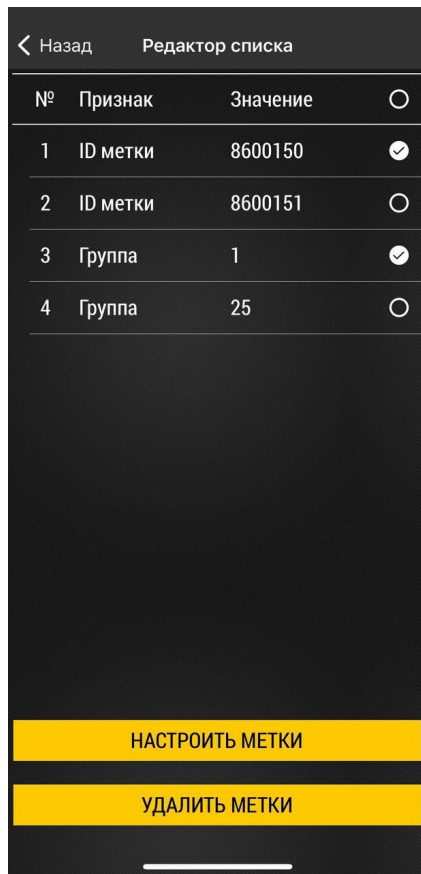 Назад Редактор списка
№ Признак Значение
1 ID метки 8600150
2 ID метки 8600151
3 Группа 1
4 Группа 25
НАСТРОИТЬ МЕТКИ
УДАЛИТЬ МЕТКИ